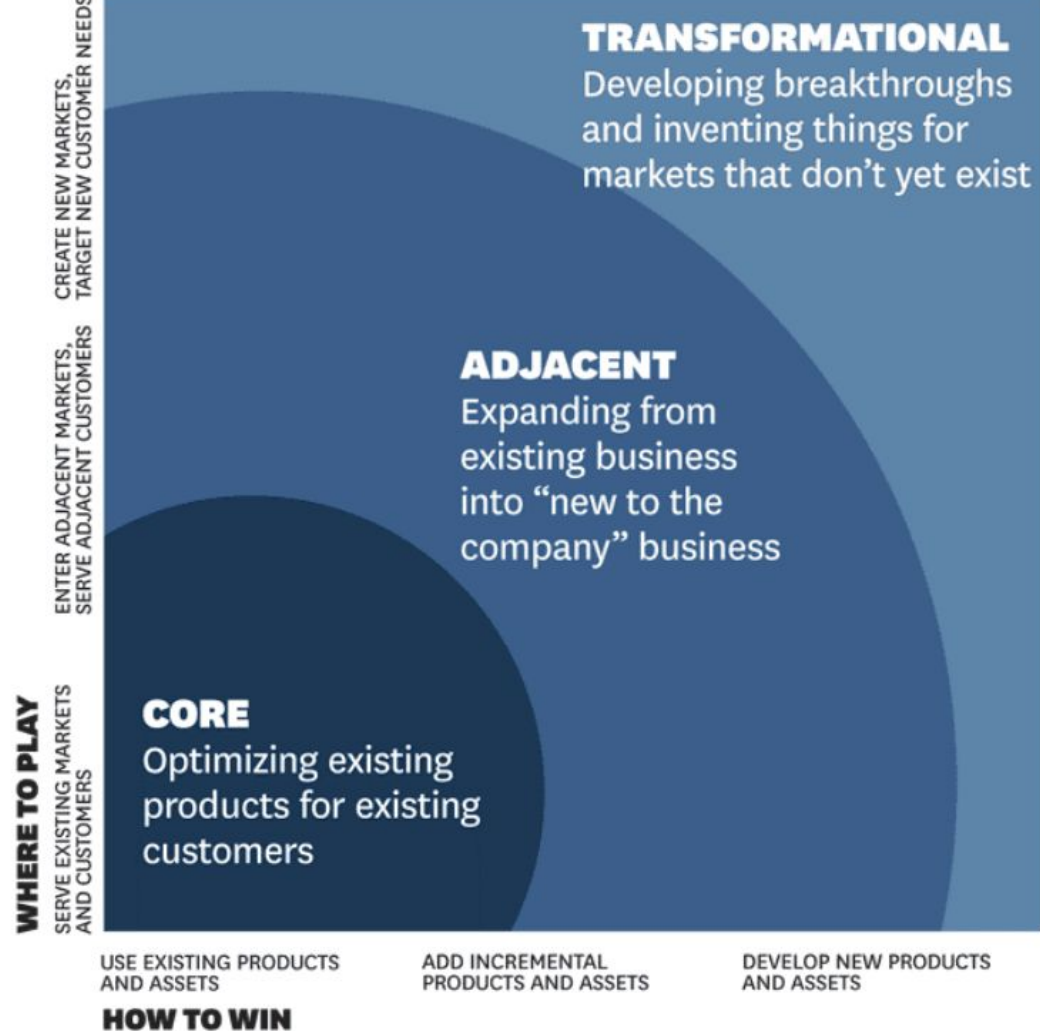 TRANSFORMATIONAL
Developing breakthroughs
and inventing things for
markets that don’t yet exist
ADJACENT
Expanding from
existing business
into “new to the
company” business
CORE
Optimizing existing
products for existing
customers
WHERE TO PLAY
CREATE NEW MARKETS,
TARGET NEW CUSTOMER NEEDS
ENTER ADJACENT MARKETS,
SERVE ADJACENT CUSTOMERS
SERVE EXISTING MARKETS
AND CUSTOMERS
USE EXISTING PRODUCTS
AND ASSETS
ADD INCREMENTAL
PRODUCTS AND ASSETS
DEVELOP NEW PRODUCTS
AND ASSETS
HOW TO WIN